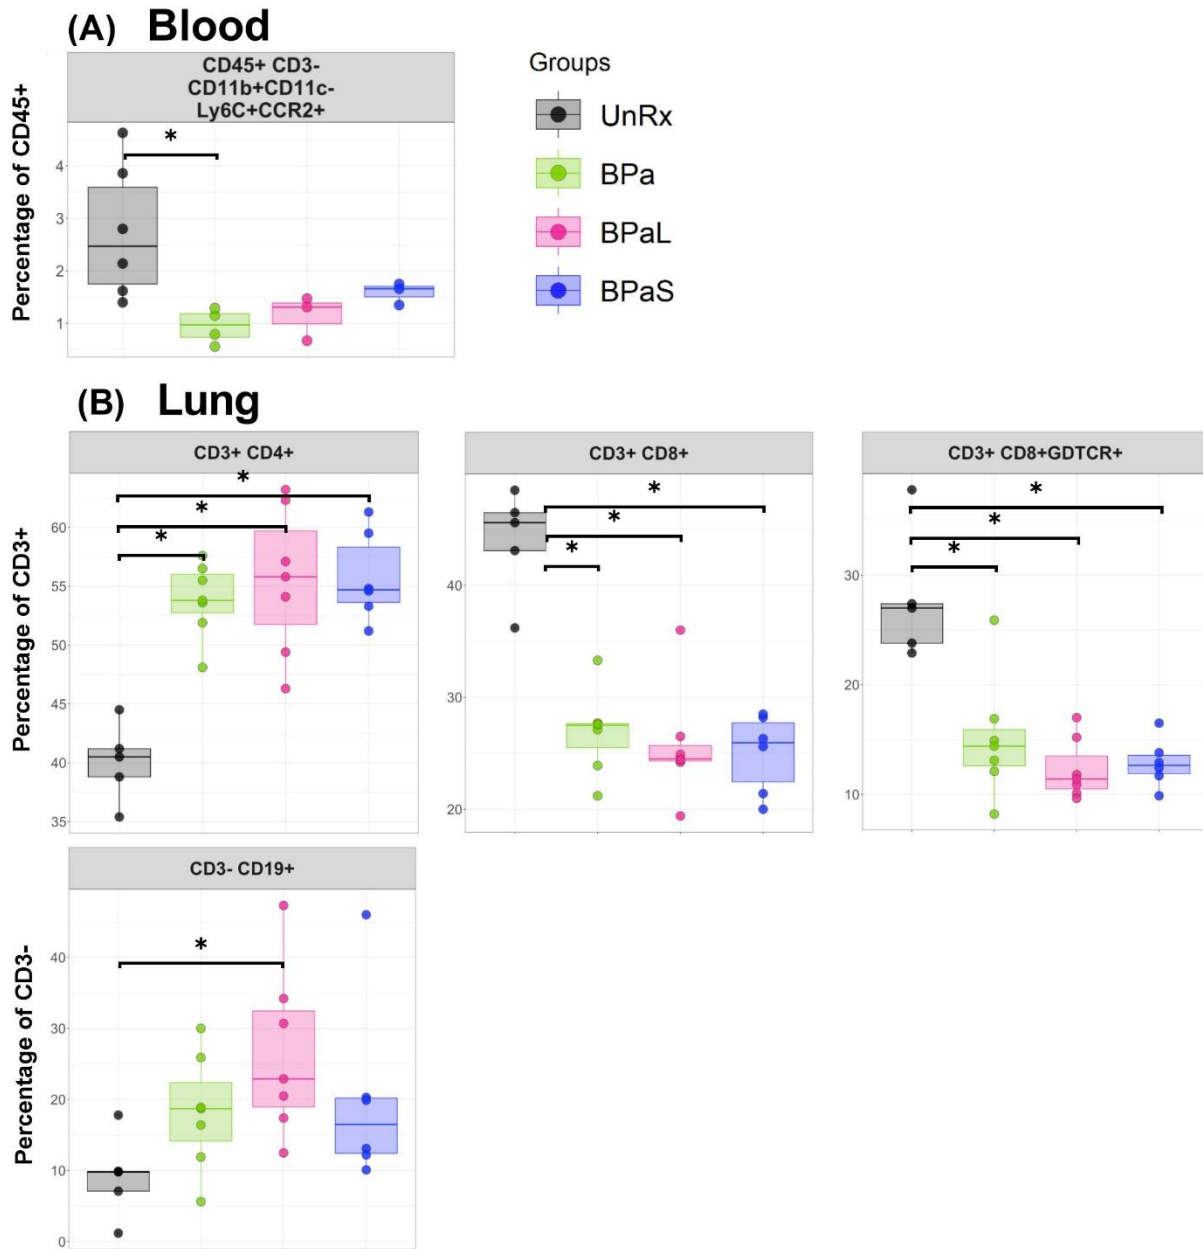 (A) Blood
CD45+ CD3-
CD11b+CD11c-
Ly6C+CCR2+
Percentage of CD45+
4
3
2
1
*
Groups
UnRx
BPa
BPaL
BPaS
(B) Lung
CD3+ CD4+
Percentage of CD3+
60
55
50
45
40
35
*
*
*
CD3+ CD8+
40
30
20
*
*
*
CD3+ CD8+GDTCR+
30
20
10
*
*
*
CD3- CD19+
Percentage of CD3-
40
30
20
10
0
*